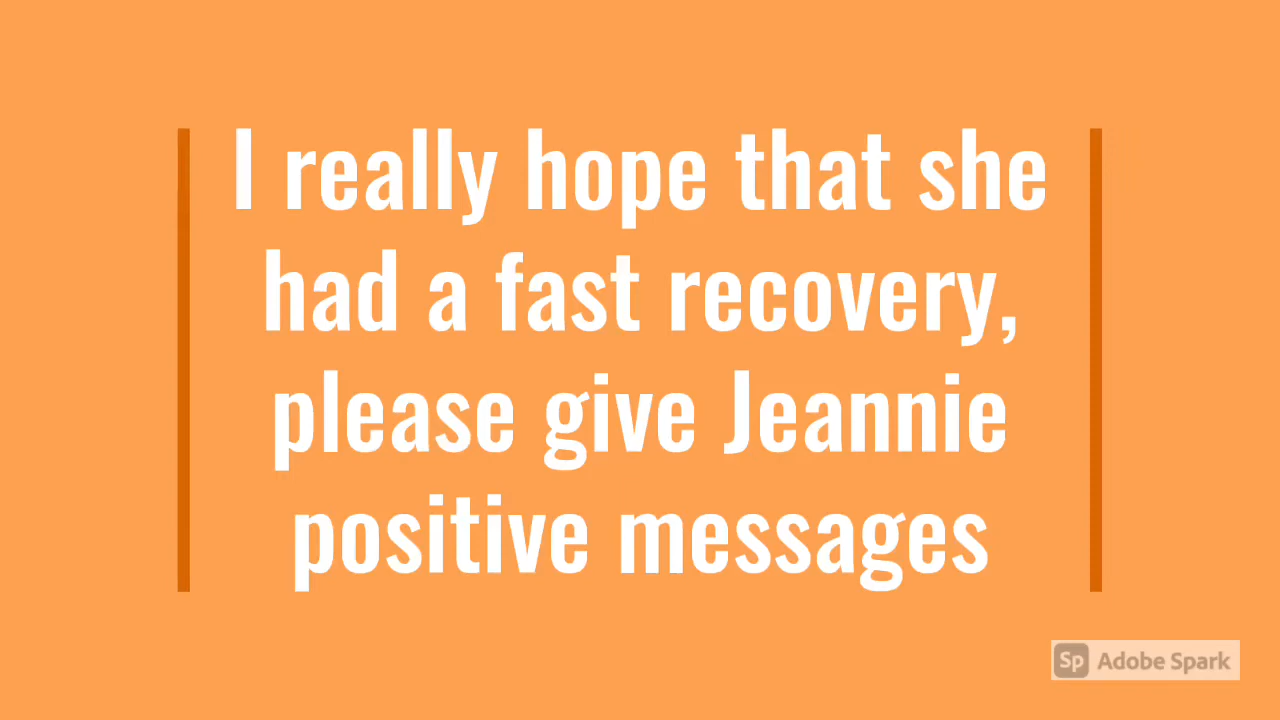 I really hope that she
had a fast recovery,
please give Jeannie
positive messages
Sp Adobe Spark